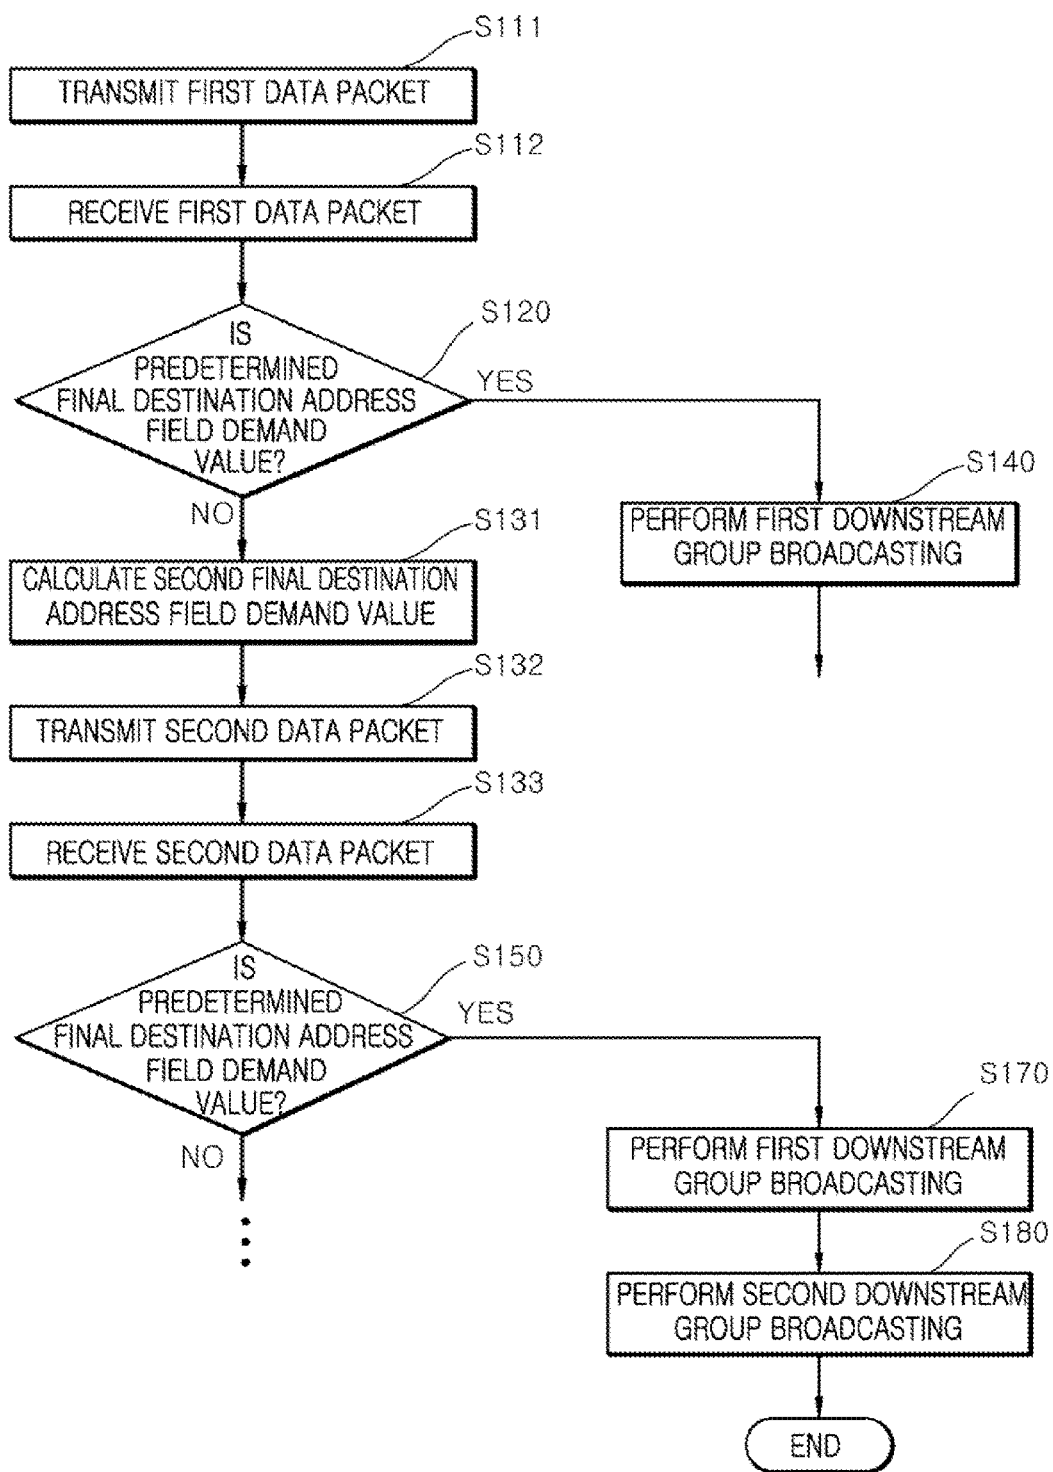 S111
TRANSMIT FIRST DATA PACKET
S112
RECEIVE FIRST DATA PACKET
S120
IS
PREDETERMINED
FINAL DESTINATION ADDRESS
FIELD DEMAND
VALUE?
YES
NO
S140
PERFORM FIRST DOWNSTREAM
GROUP BROADCASTING
S131
CALCULATE SECOND FINAL DESTINATION
ADDRESS FIELD DEMAND VALUE
S132
TRANSMIT SECOND DATA PACKET
S133
RECEIVE SECOND DATA PACKET
S150
IS
PREDETERMINED
FINAL DESTINATION ADDRESS
FIELD DEMAND
VALUE?
YES
NO
S170
PERFORM FIRST DOWNSTREAM
GROUP BROADCASTING
S180
PERFORM SECOND DOWNSTREAM
GROUP BROADCASTING
END